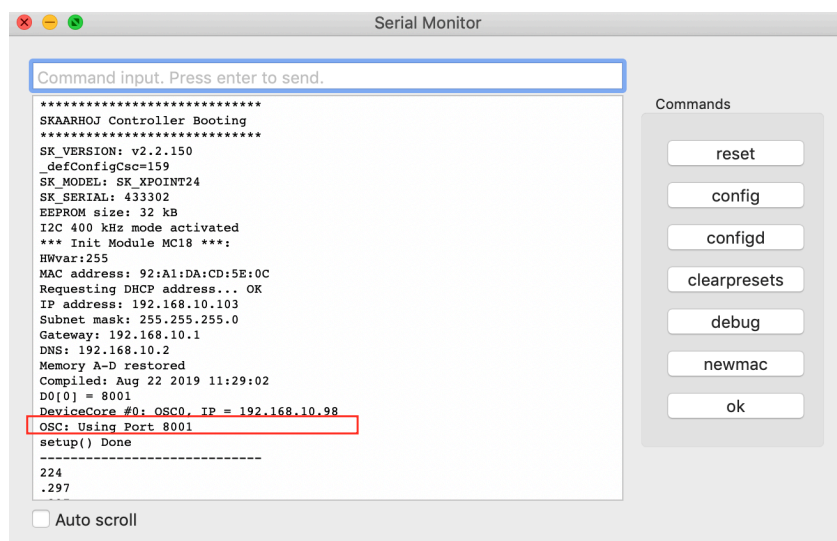 Serial Monitor
Command input. Press enter to send.
*****************************
SKAARHOJ Controller Booting
*****************************
SK_VERSION: v2.2.150
_defConfigCsc=159
SK_MODEL: SK_XPOINT24
SK_SERIAL: 433302
EEPROM size: 32 kB
I2C 400 kHz mode activated
*** Init Module MC18 ***:
HWvar:255
MAC address: 92:A1:DA:CD:5E:0C
Requesting DHCP address... OK
IP address: 192.168.10.103
Subnet mask: 255.255.255.0
Gateway: 192.168.10.1
DNS: 192.168.10.2
Memory A-D restored
Compiled: Aug 22 2019 11:29:02
D0[0] = 8001
DeviceCore #0: OSC0, IP = 192.168.10.98
OSC: Using Port 8001
setup() Done
-----------------------------
224
.297
Auto scroll
Commands
reset
config
configd
clearpresets
debug
newmac
ok